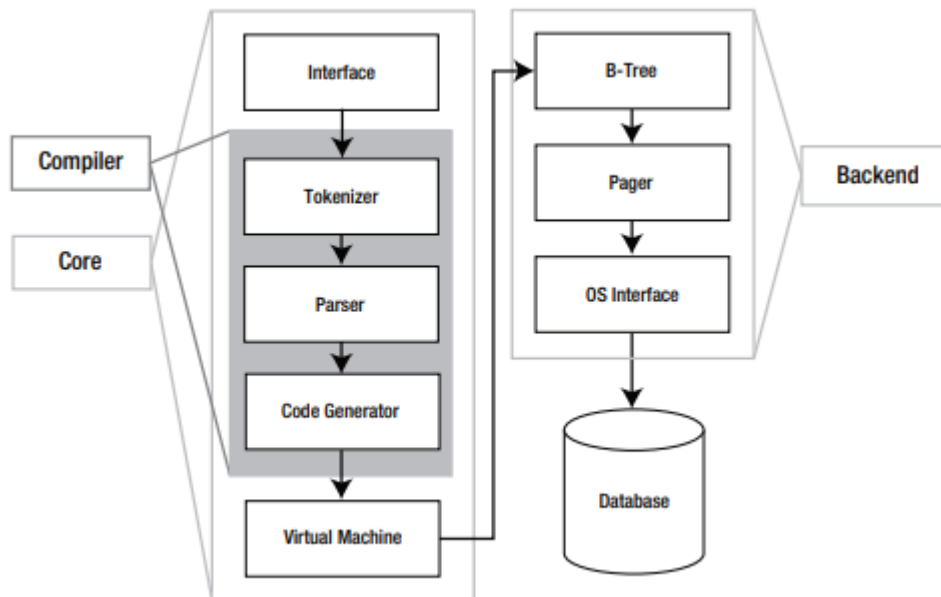 Interface
B-Tree
Compiler
Tokenizer
Pager
Backend
Core
Parser
OS Interface
Code Generator
Virtual Machine
Database